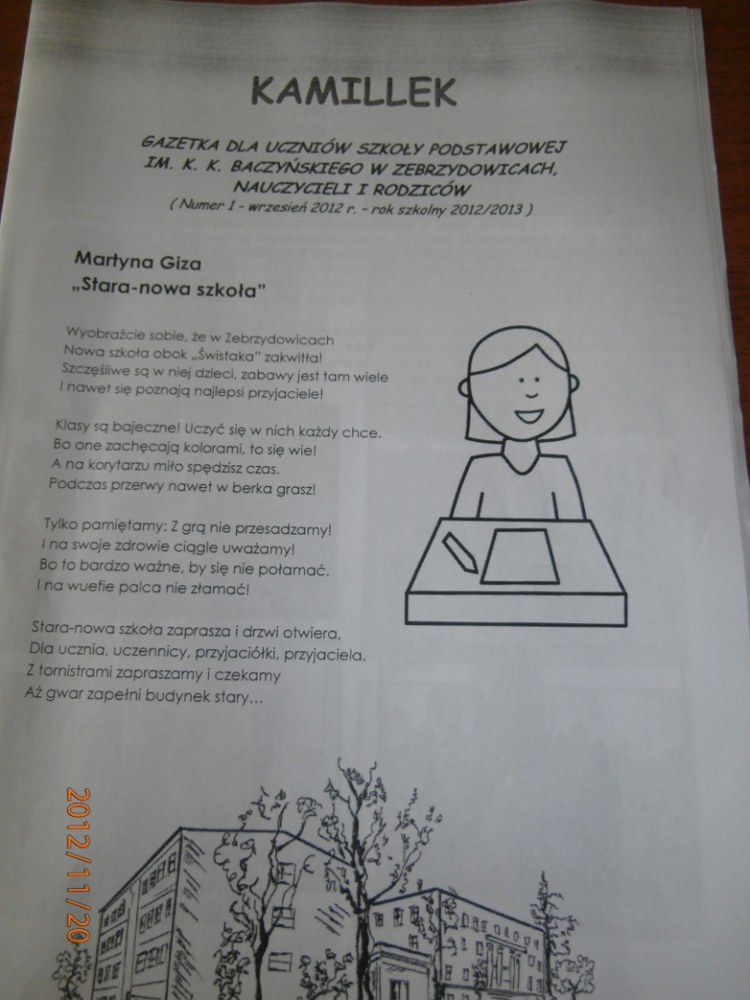 KAMILLEK
GAZETKA DLA UCZNIÓW SZKOŁY PODSTAWOWEJ
IM. K. K. BACZYŃSKIEGO W ZEBRZYDOWICACH,
NAUCZYCIELI I RODZICÓW
( Numer 1 - wrzesień 2012 r. - rok szkolny 2012/2013 )
Martyna Giza
„Stara-nowa szkoła"
Wyobraźcie sobie, że w Zebrzydowicach
Nowa szkoła obok „Świstaka" zakwitła!
Szczęśliwe są w niej dzieci, zabawy jest tam wiele
I nawet się poznają najlepsi przyjaciele!
Klasy są bajeczne! Uczyć się w nich każdy chce.
Bo one zachęcają kolorami, to się wie!
A na korytarzu miło spędzisz czas.
Podczas przerwy nawet w berka grasz!
Tylko pamiętamy: Z grą nie przesadzamy!
I na swoje zdrowie ciągle uważamy!
Bo to bardzo ważne, by się nie połamać.
I na wuefie palca nie złamać!
Stara-nowa szkoła zaprasza i drzwi otwiera,
Dla ucznia, uczennicy, przyjaciółki, przyjaciela.
Z tornistrami zapraszamy i czekamy
Aż gwar zapełni budynek stary...
2012/11/20